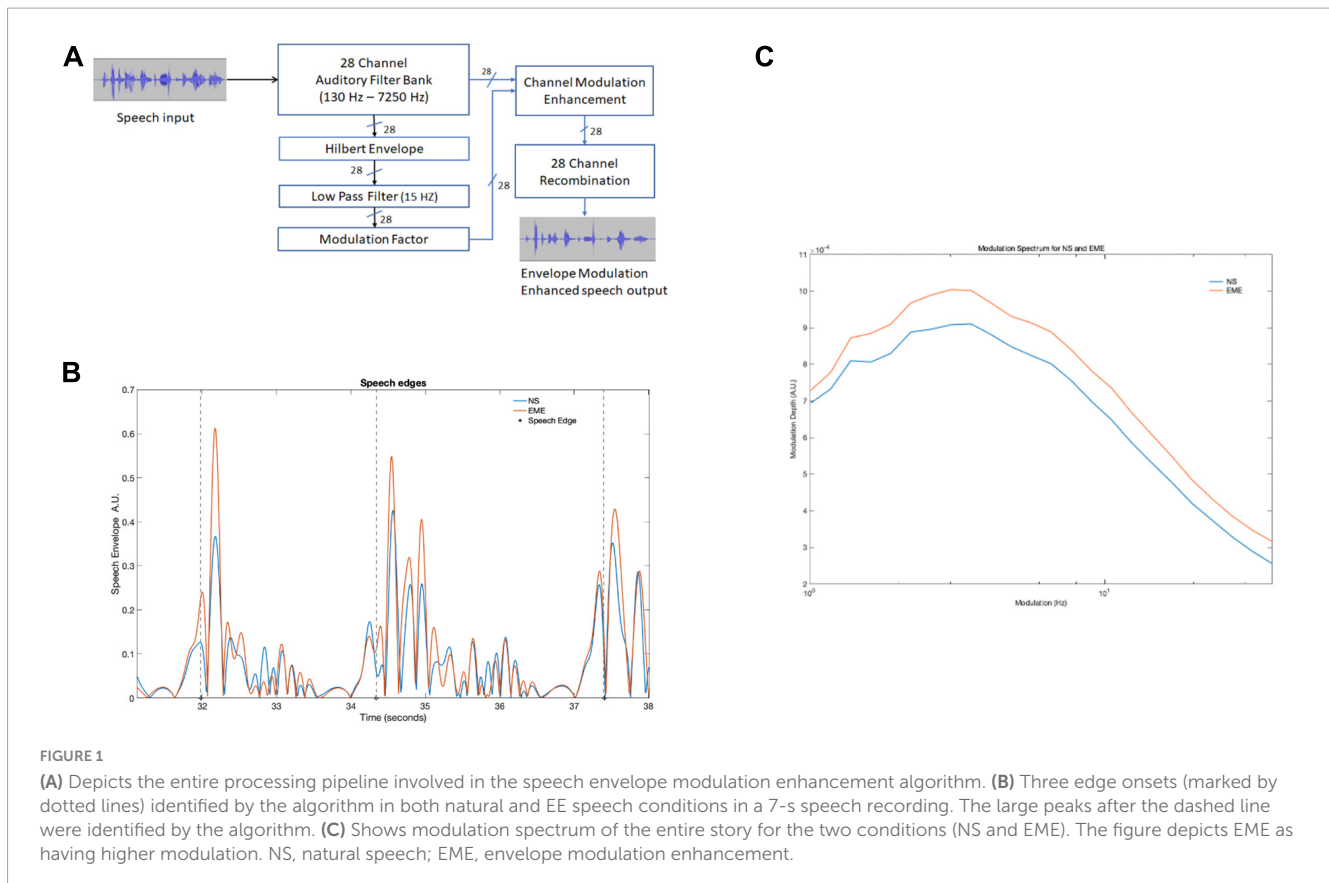 A
Speech input
28 Channel
Auditory Filter Bank
(130 Hz – 7250 Hz)
28
Hilbert Envelope
28
Low Pass Filter (15 HZ)
28
Modulation Factor
28
28
Channel Modulation
Enhancement
28
28 Channel
Recombination
Envelope Modulation
Enhanced speech output
B
Speech edges
NS
EME
Speech Edge
Speech Envelope A.U.
0.7
0.6
0.5
0.4
0.3
0.2
0.1
0
32 33 34 35 36 37 38
Time (seconds)
C
Modulation Spectrum for NS and EME
×10⁻⁴
NS
EME
Modulation Depth (A.U.)
11
10
9
8
7
6
5
4
3
2
10⁰ 10¹
Modulation (Hz)
FIGURE 1
(A) Depicts the entire processing pipeline involved in the speech envelope modulation enhancement algorithm. (B) Three edge onsets (marked by
dotted lines) identified by the algorithm in both natural and EE speech conditions in a 7-s speech recording. The large peaks after the dashed line
were identified by the algorithm. (C) Shows modulation spectrum of the entire story for the two conditions (NS and EME). The figure depicts EME as
having higher modulation. NS, natural speech; EME, envelope modulation enhancement.